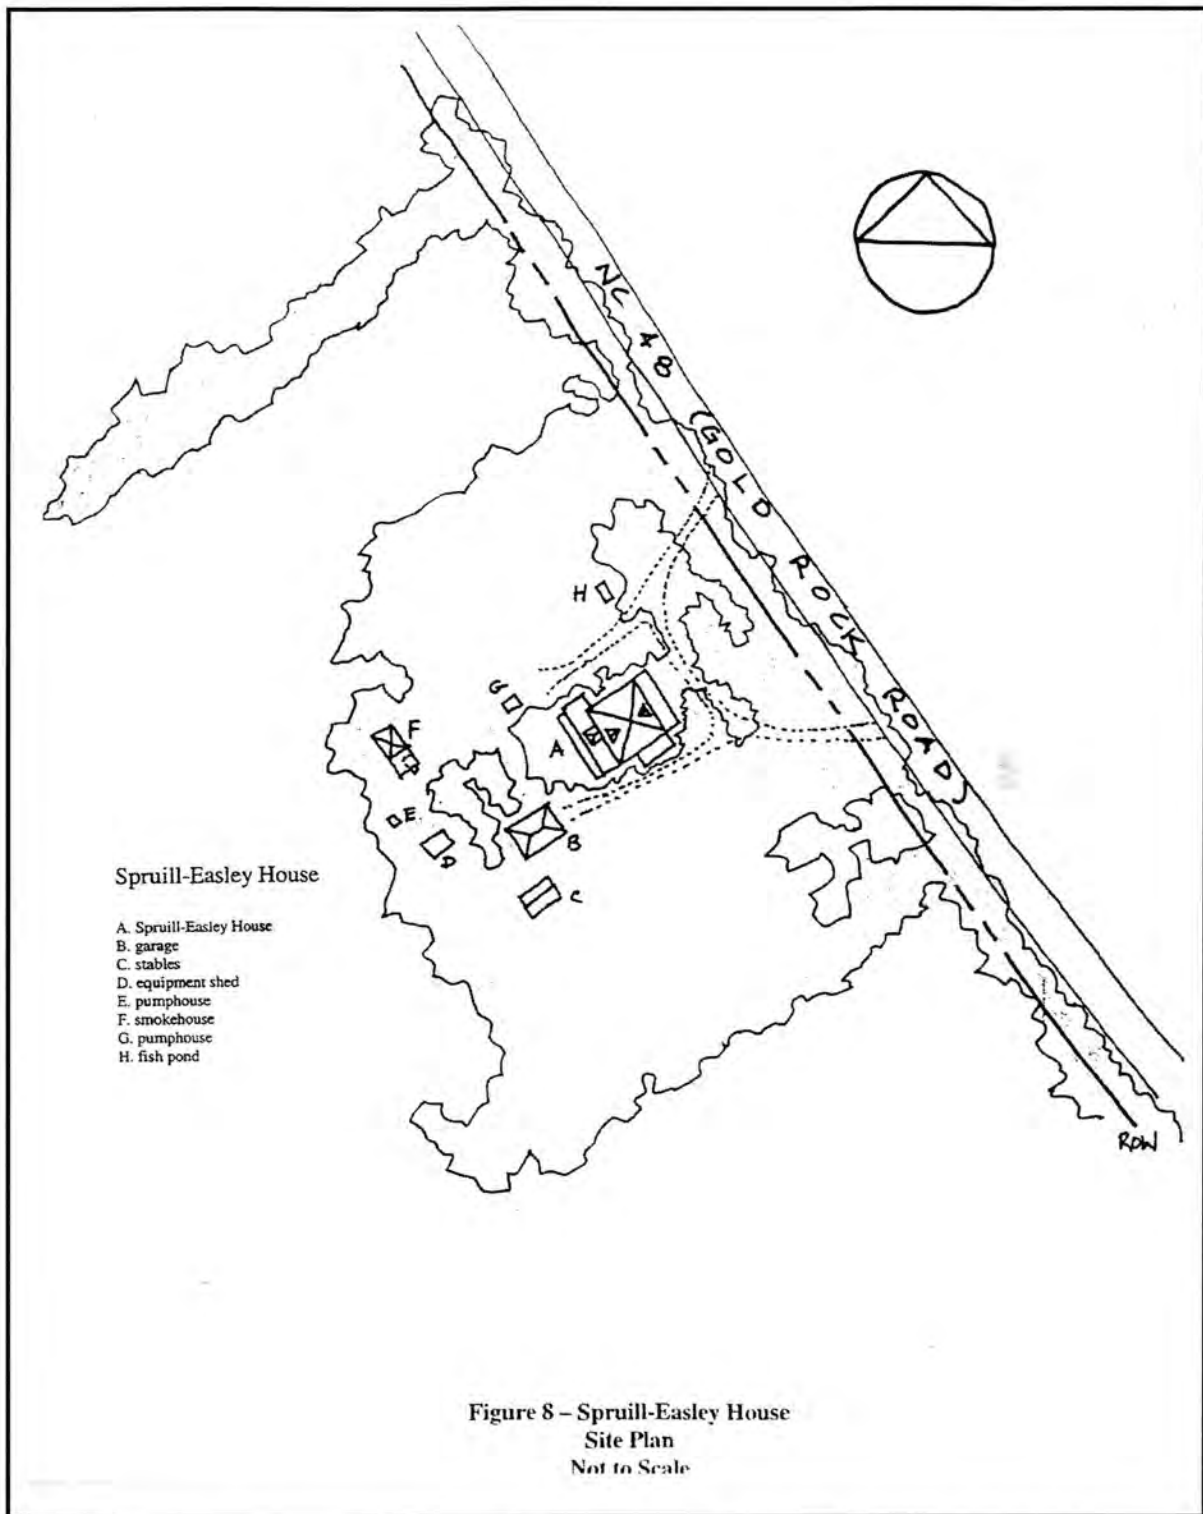 NC 48 (GOLD ROCK ROAD)
H
G
F
A
E
D
B
C
Spruill-Easley House
A. Spruill-Easley House
B. garage
C. stables
D. equipment shed
E. pumphouse
F. smokehouse
G. pumphouse
H. fish pond
ROW
Figure 8 – Spruill-Easley House
Site Plan
Not to Scale